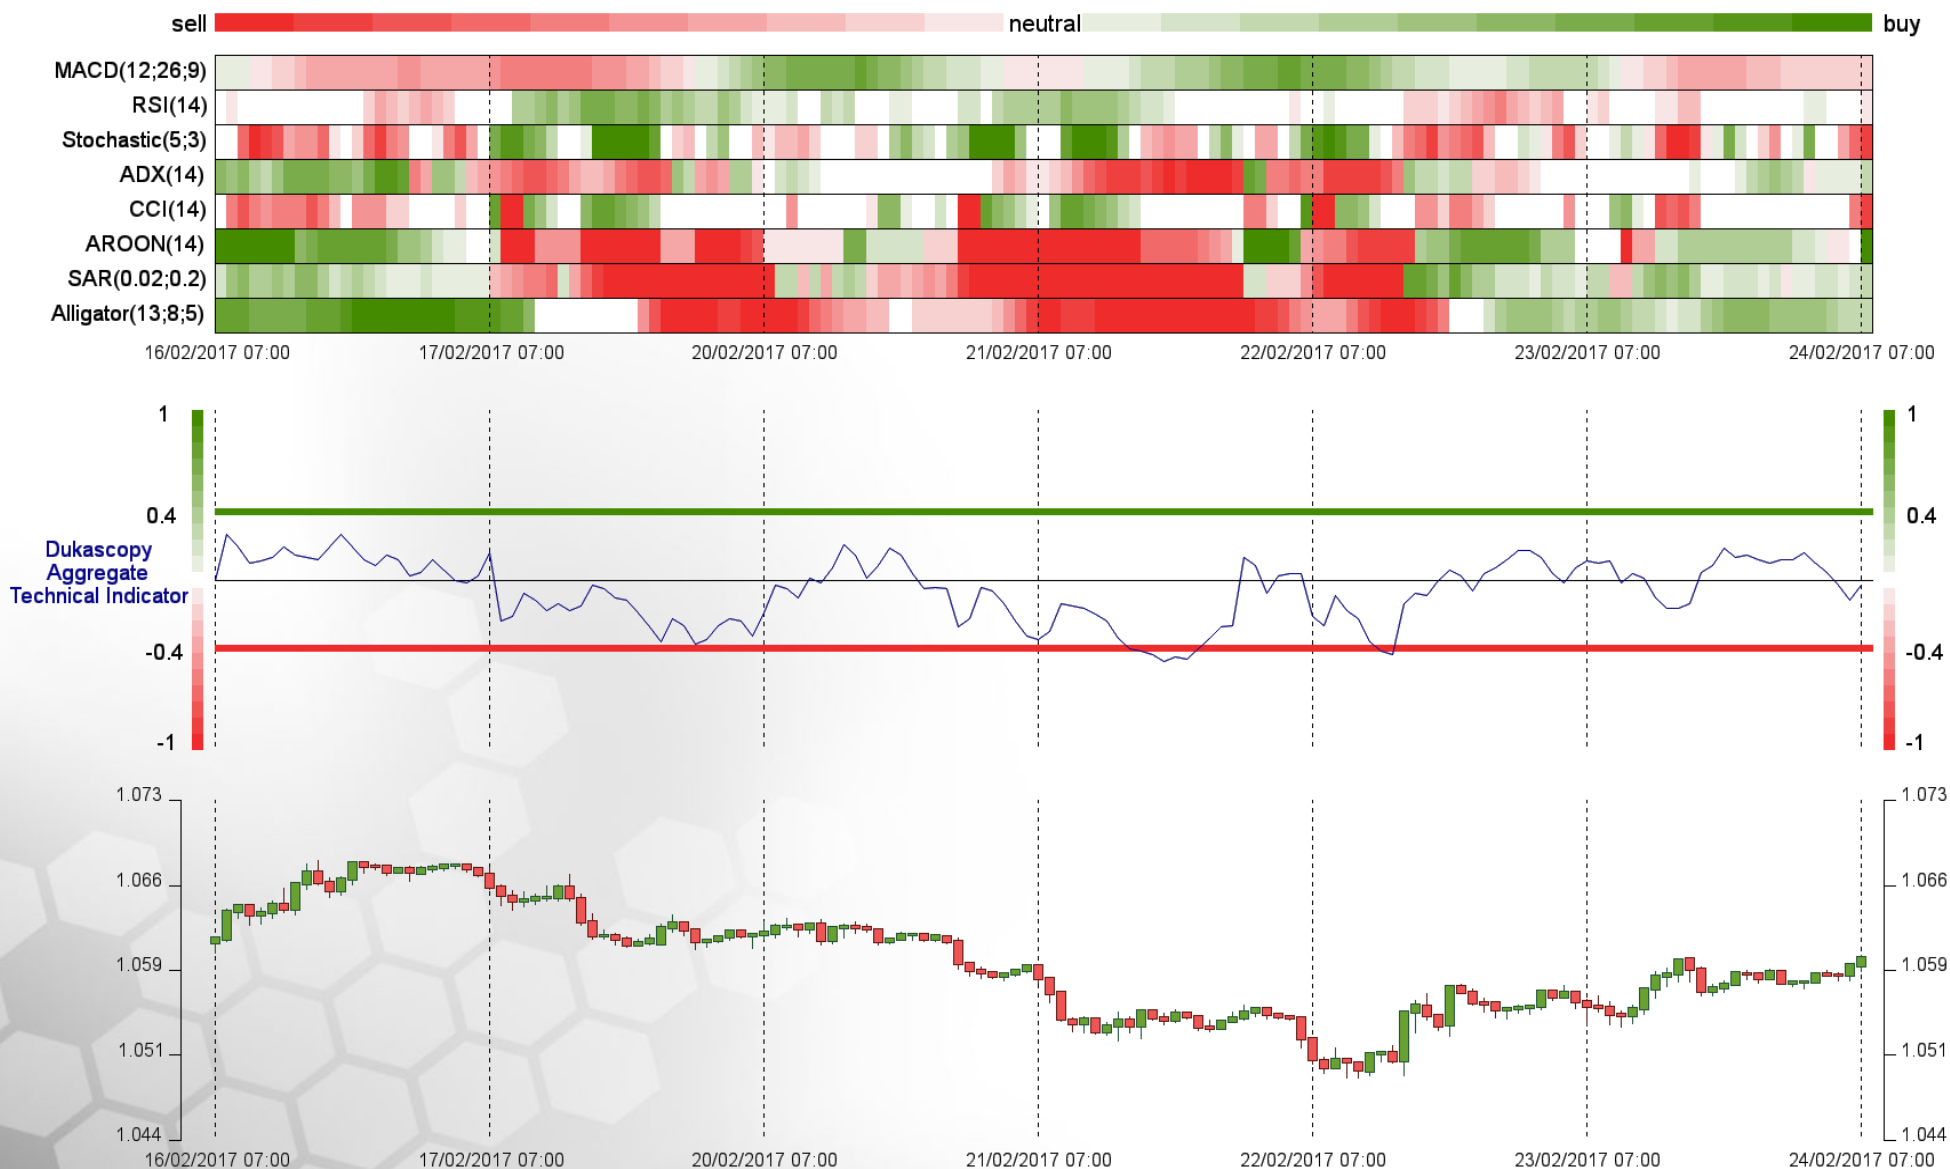 sell neutral buy
MACD(12;26;9)
RSI(14)
Stochastic(5;3)
ADX(14)
CCI(14)
AROON(14)
SAR(0.02;0.2)
Alligator(13;8;5)
16/02/2017 07:00 17/02/2017 07:00 20/02/2017 07:00 21/02/2017 07:00 22/02/2017 07:00 23/02/2017 07:00 24/02/2017 07:00
1 1
0.4 0.4
Dukascopy
Aggregate
Technical Indicator
-0.4 -0.4
-1 -1
1.073 1.073
1.066 1.066
1.059 1.059
1.051 1.051
1.044 1.044
16/02/2017 07:00 17/02/2017 07:00 20/02/2017 07:00 21/02/2017 07:00 22/02/2017 07:00 23/02/2017 07:00 24/02/2017 07:00